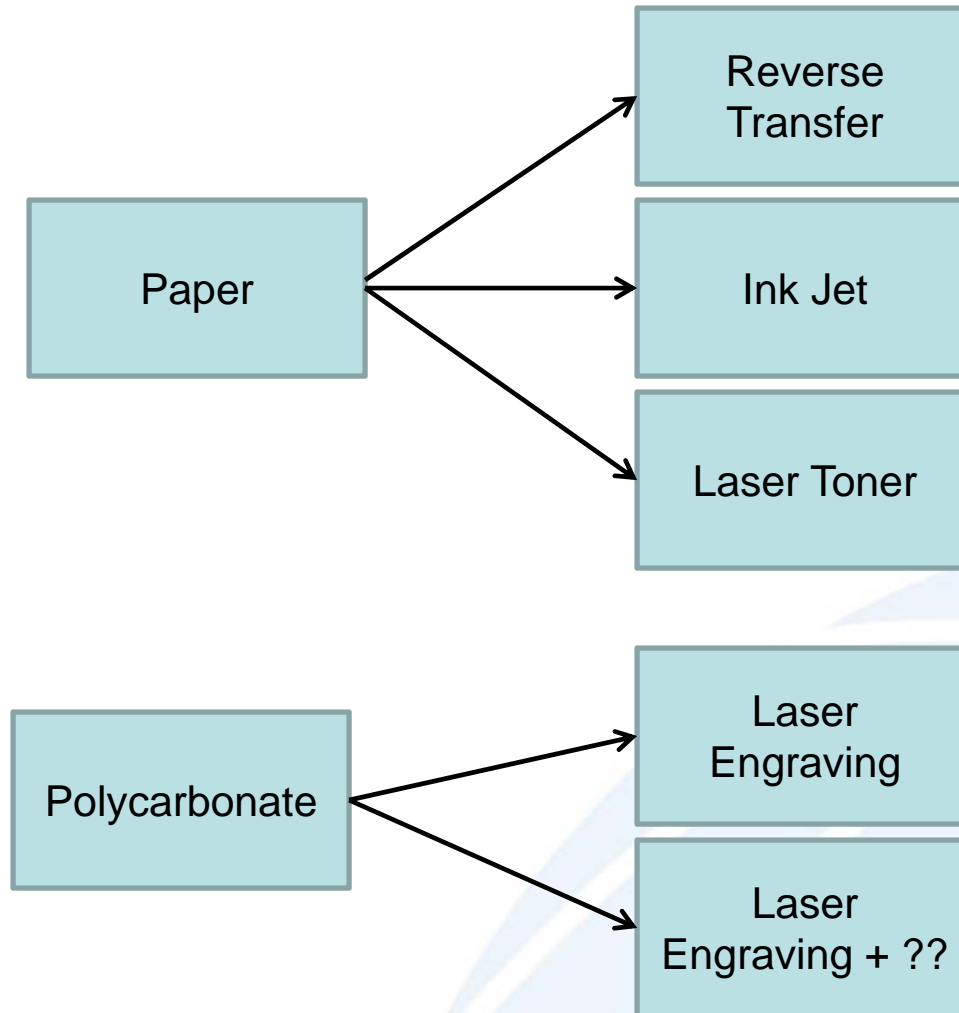 Reverse
Transfer
Paper
Ink Jet
Laser Toner
Laser
Engraving
Polycarbonate
Laser
Engraving + ??